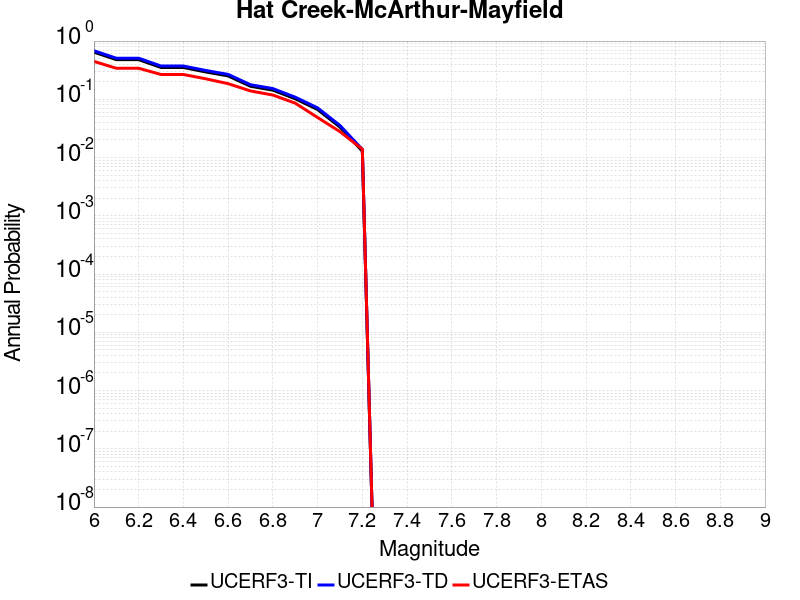 Hat Creek-McArthur-Mayfield
10^0
10^-1
10^-2
10^-3
10^-4
10^-5
10^-6
10^-7
10^-8
Annual Probability
6 6.2 6.4 6.6 6.8 7 7.2 7.4 7.6 7.8 8 8.2 8.4 8.6 8.8 9
Magnitude
UCERF3-TI UCERF3-TD UCERF3-ETAS